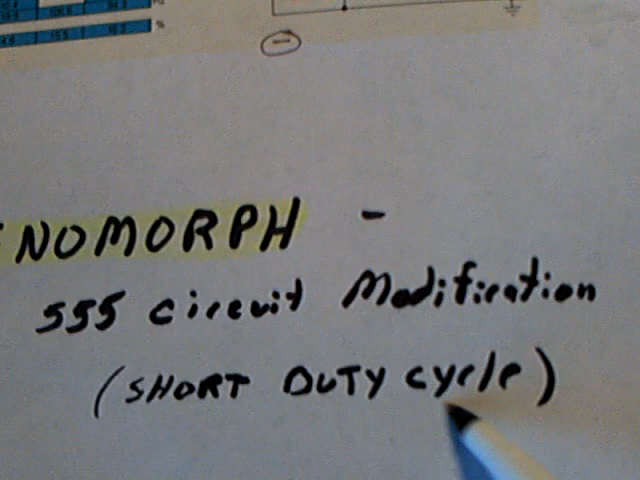 %
NOMORPH -
555 circuit Modification
(SHORT DUTY cycle)